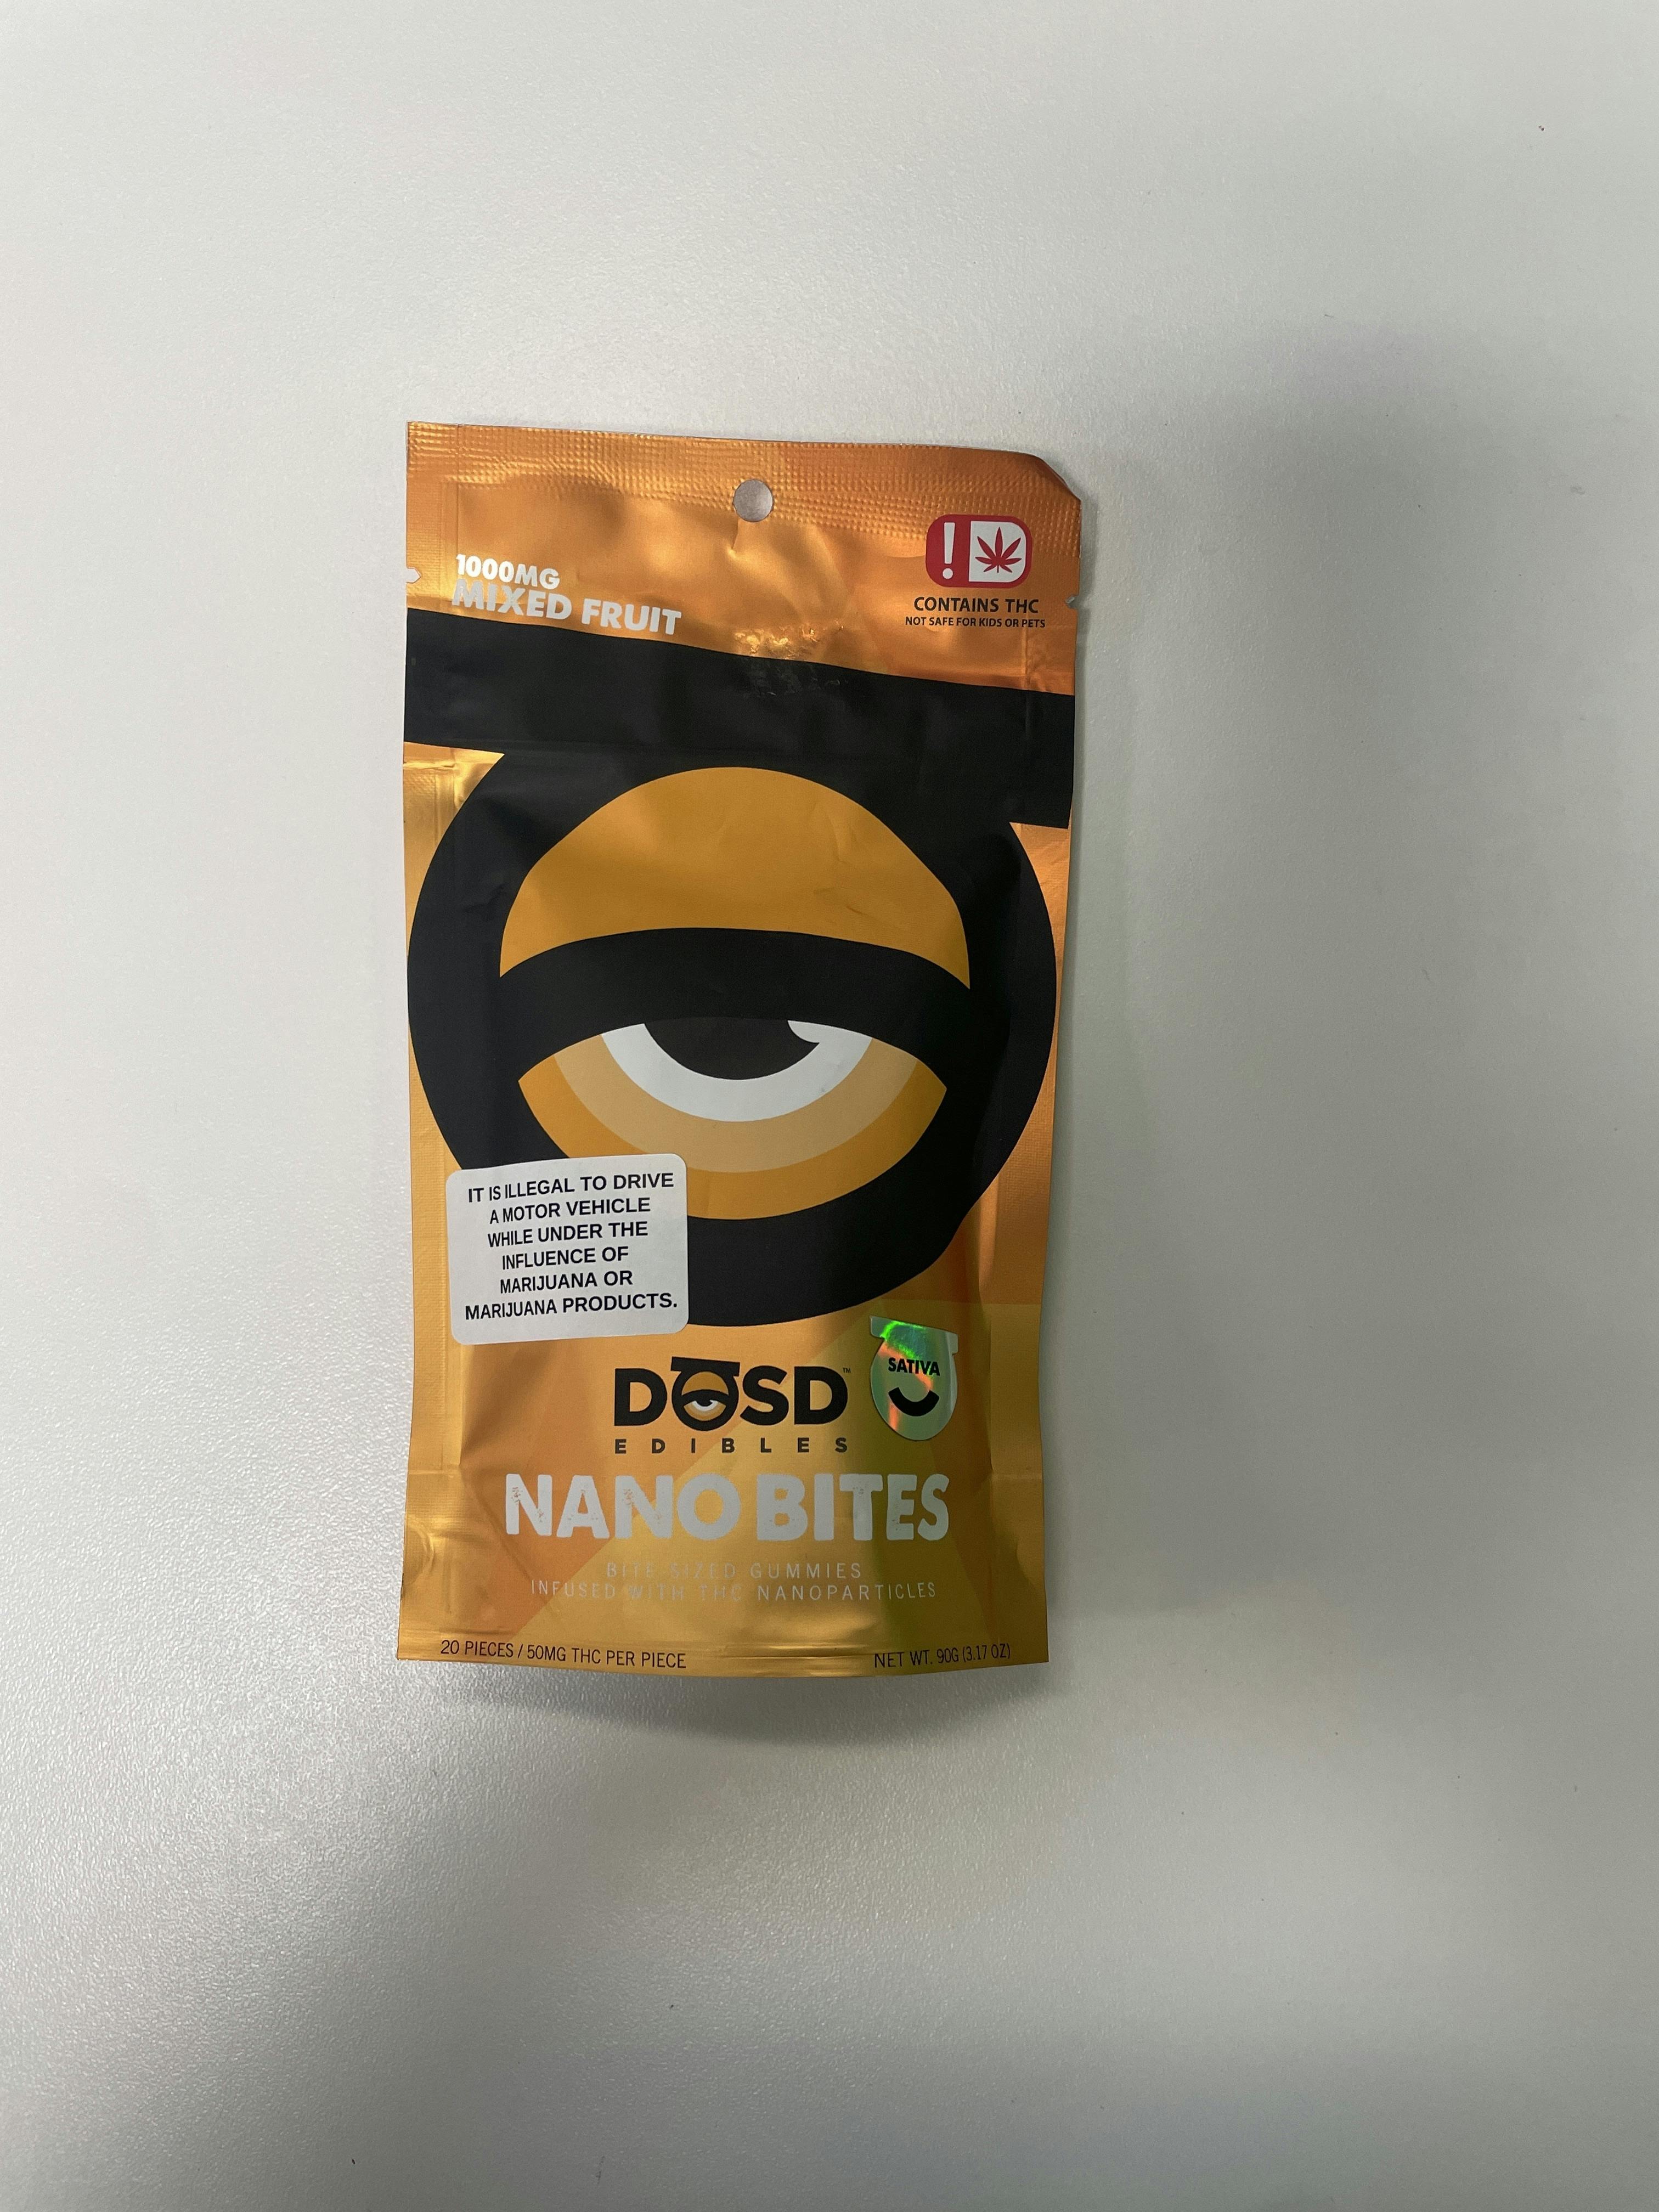 1000MG
MIXED FRUIT
!
CONTAINS THC
NOT SAFE FOR KIDS OR PETS
IT IS ILLEGAL TO DRIVE
A MOTOR VEHICLE
WHILE UNDER THE
INFLUENCE OF
MARIJUANA OR
MARIJUANA PRODUCTS.
DOSD™
EDIBLES
SATIVA
NANO BITES
BITE SIZED GUMMIES
INFUSED WITH THC NANOPARTICLES
20 PIECES / 50MG THC PER PIECE
NET WT. 90G (3.17 OZ)